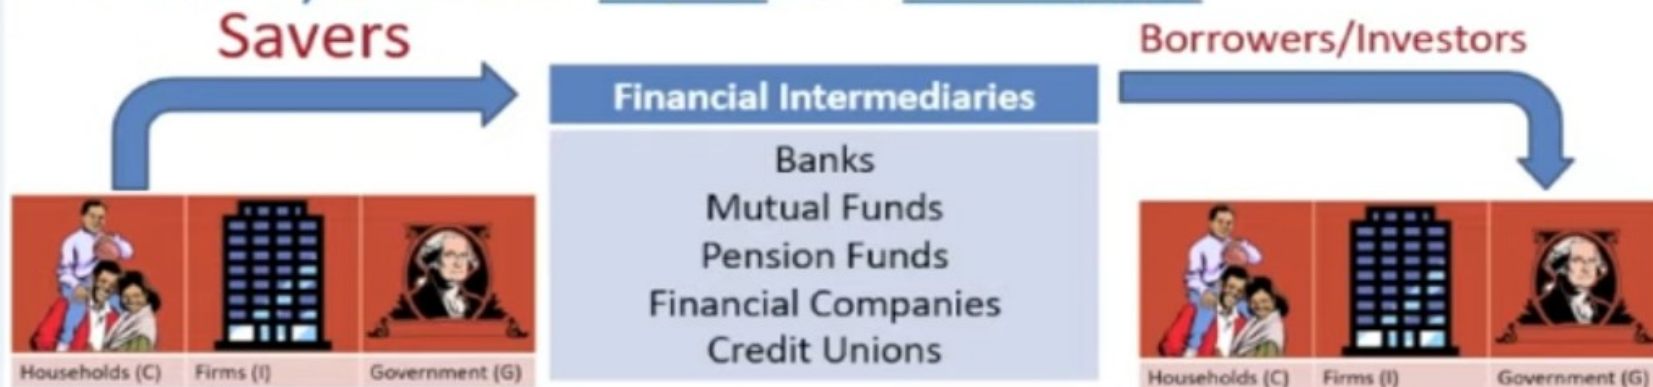 Savers
Borrowers/Investors
Financial Intermediaries
Banks
Mutual Funds
Pension Funds
Financial Companies
Credit Unions
Households (C) Firms (I) Government (G)
Households (C) Firms (I) Government (G)